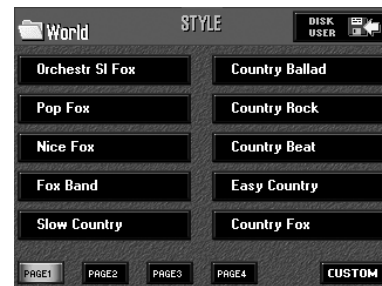 World
STYLE
DISK
USER
Orchestr Sl Fox
Country Ballad
Pop Fox
Country Rock
Nice Fox
Country Beat
Fox Band
Easy Country
Slow Country
Country Fox
PAGE1
PAGE2
PAGE3
PAGE4
CUSTOM